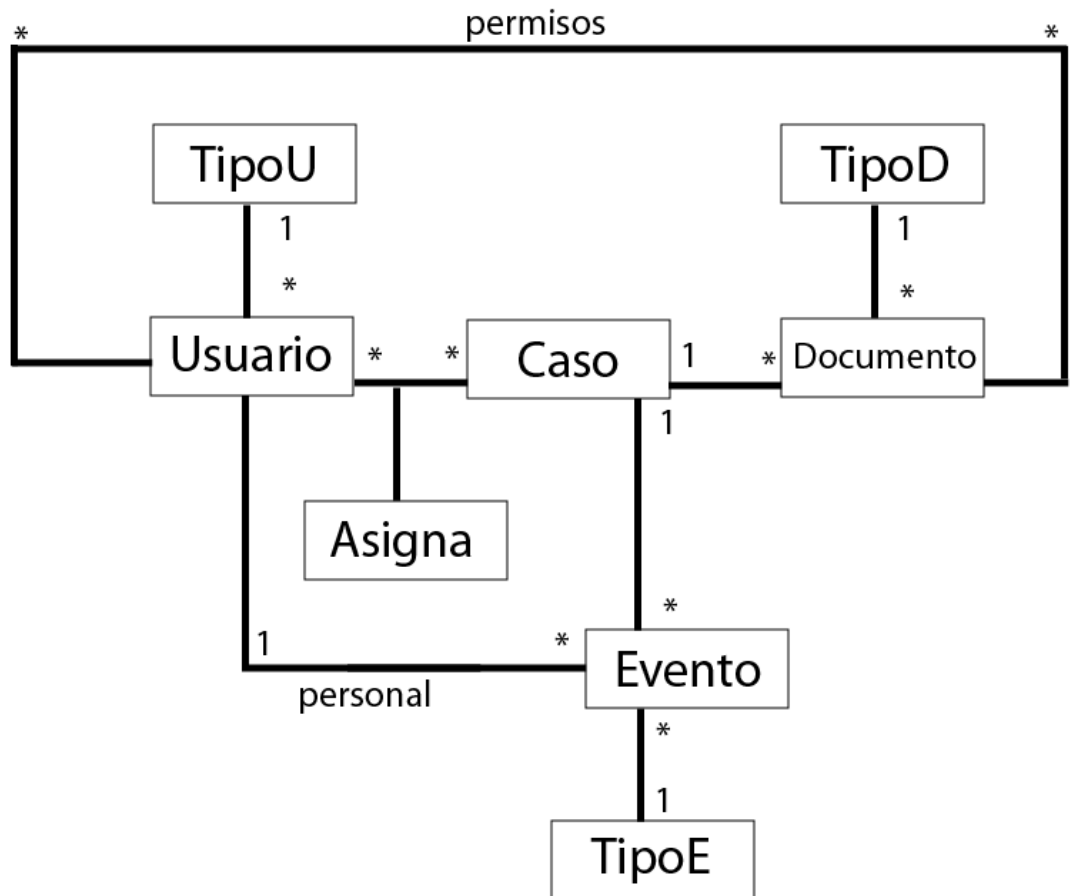 permisos
* *
TipoU TipoD
1 1
* *
Usuario * * Caso 1 * Documento
1
Asigna
*
1 * Evento
personal
*
1
TipoE